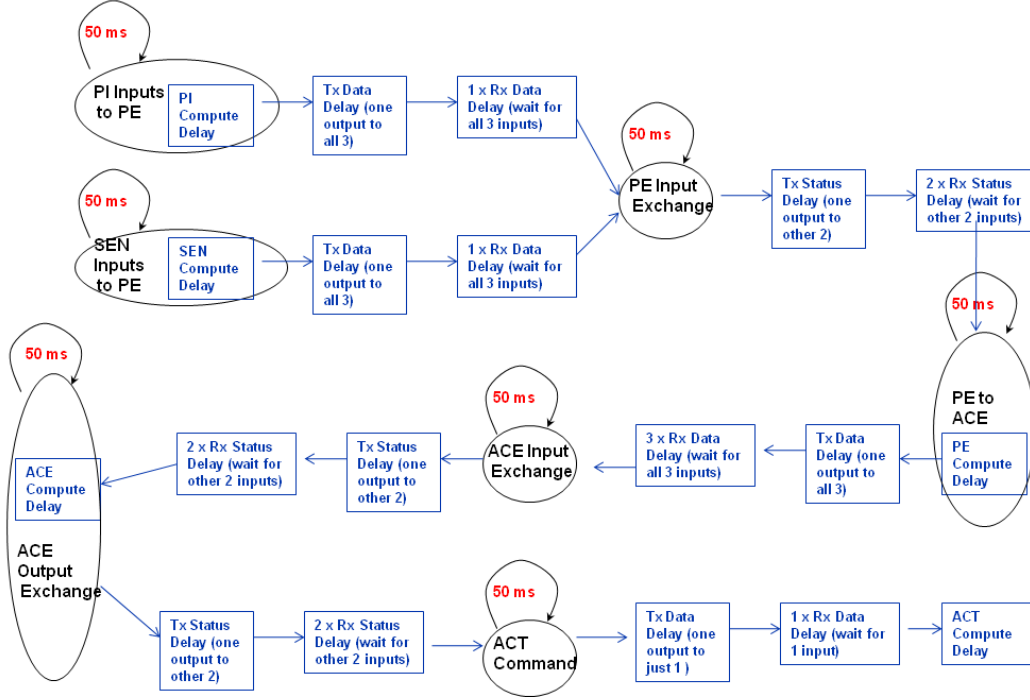 50 ms
PI Inputs
to PE
PI
Compute
Delay
Tx Data
Delay (one
output to
all 3)
1 x Rx Data
Delay (wait for
all 3 inputs)
50 ms
SEN
Inputs
to PE
SEN
Compute
Delay
Tx Data
Delay (one
output to
all 3)
1 x Rx Data
Delay (wait for
all 3 inputs)
50 ms
PE Input
Exchange
Tx Status
Delay (one
output to
other 2)
2 x Rx Status
Delay (wait for
other 2 inputs)
50 ms
PE to
ACE
PE
Compute
Delay
Tx Data
Delay (one
output to
all 3)
3 x Rx Data
Delay (wait for
all 3 inputs)
50 ms
ACE Input
Exchange
Tx Status
Delay (one
output to
other 2)
2 x Rx Status
Delay (wait for
other 2 inputs)
50 ms
ACE
Compute
Delay
ACE
Output
Exchange
Tx Status
Delay (one
output to
other 2)
2 x Rx Status
Delay (wait for
other 2 inputs)
50 ms
ACT
Command
Tx Data
Delay (one
output to
just 1 )
1 x Rx Data
Delay (wait for
1 input)
ACT
Compute
Delay